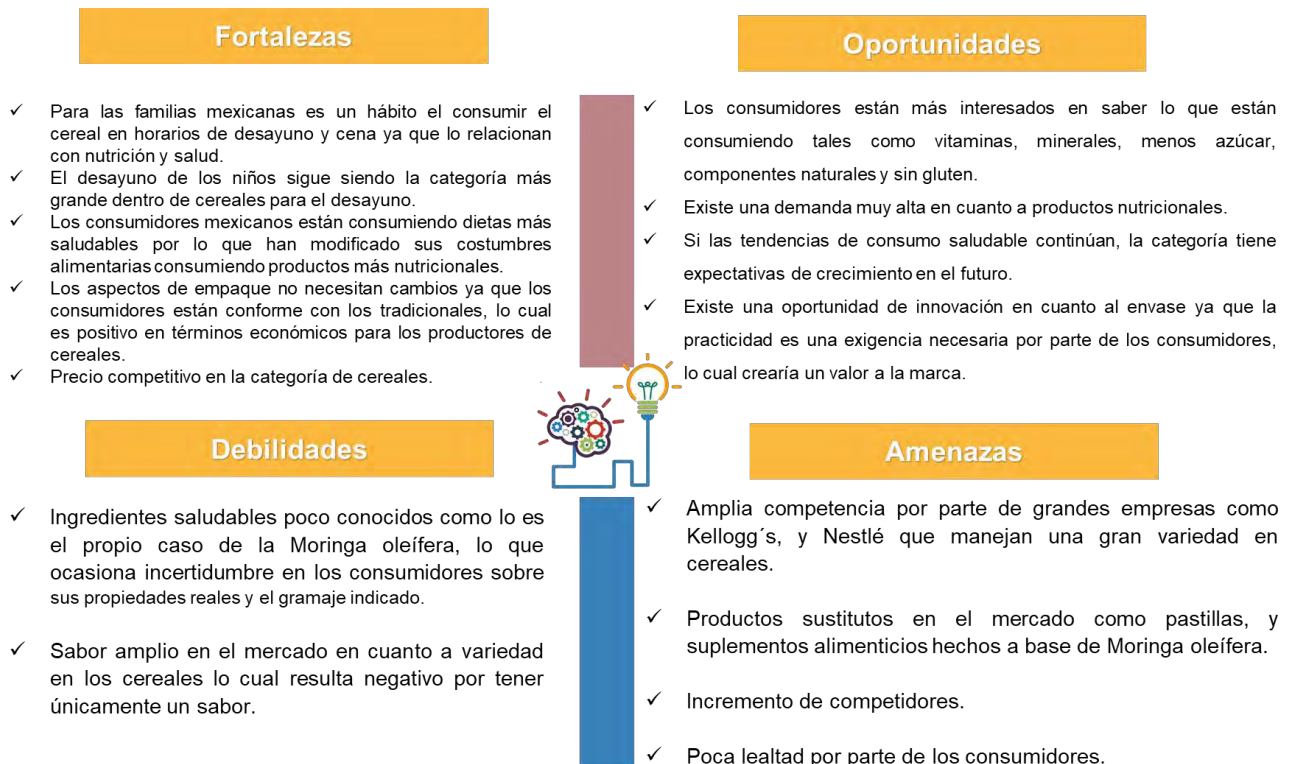 Fortalezas
✓ Para las familias mexicanas es un hábito el consumir el
cereal en horarios de desayuno y cena ya que lo relacionan
con nutrición y salud.
✓ El desayuno de los niños sigue siendo la categoría más
grande dentro de cereales para el desayuno.
✓ Los consumidores mexicanos están consumiendo dietas más
saludables por lo que han modificado sus costumbres
alimentarias consumiendo productos más nutricionales.
✓ Los aspectos de empaque no necesitan cambios ya que los
consumidores están conforme con los tradicionales, lo cual
es positivo en términos económicos para los productores de
cereales.
✓ Precio competitivo en la categoría de cereales.
Oportunidades
✓ Los consumidores están más interesados en saber lo que están
consumiendo tales como vitaminas, minerales, menos azúcar,
componentes naturales y sin gluten.
✓ Existe una demanda muy alta en cuanto a productos nutricionales.
✓ Si las tendencias de consumo saludable continúan, la categoría tiene
expectativas de crecimiento en el futuro.
✓ Existe una oportunidad de innovación en cuanto al envase ya que la
practicidad es una exigencia necesaria por parte de los consumidores,
lo cual crearía un valor a la marca.
Debilidades
✓ Ingredientes saludables poco conocidos como lo es
el propio caso de la Moringa oleífera, lo que
ocasiona incertidumbre en los consumidores sobre
sus propiedades reales y el gramaje indicado.
✓ Sabor amplio en el mercado en cuanto a variedad
en los cereales lo cual resulta negativo por tener
únicamente un sabor.
Amenazas
✓ Amplia competencia por parte de grandes empresas como
Kellogg´s, y Nestlé que manejan una gran variedad en
cereales.
✓ Productos sustitutos en el mercado como pastillas, y
suplementos alimenticios hechos a base de Moringa oleífera.
✓ Incremento de competidores.
✓ Poca lealtad por parte de los consumidores.